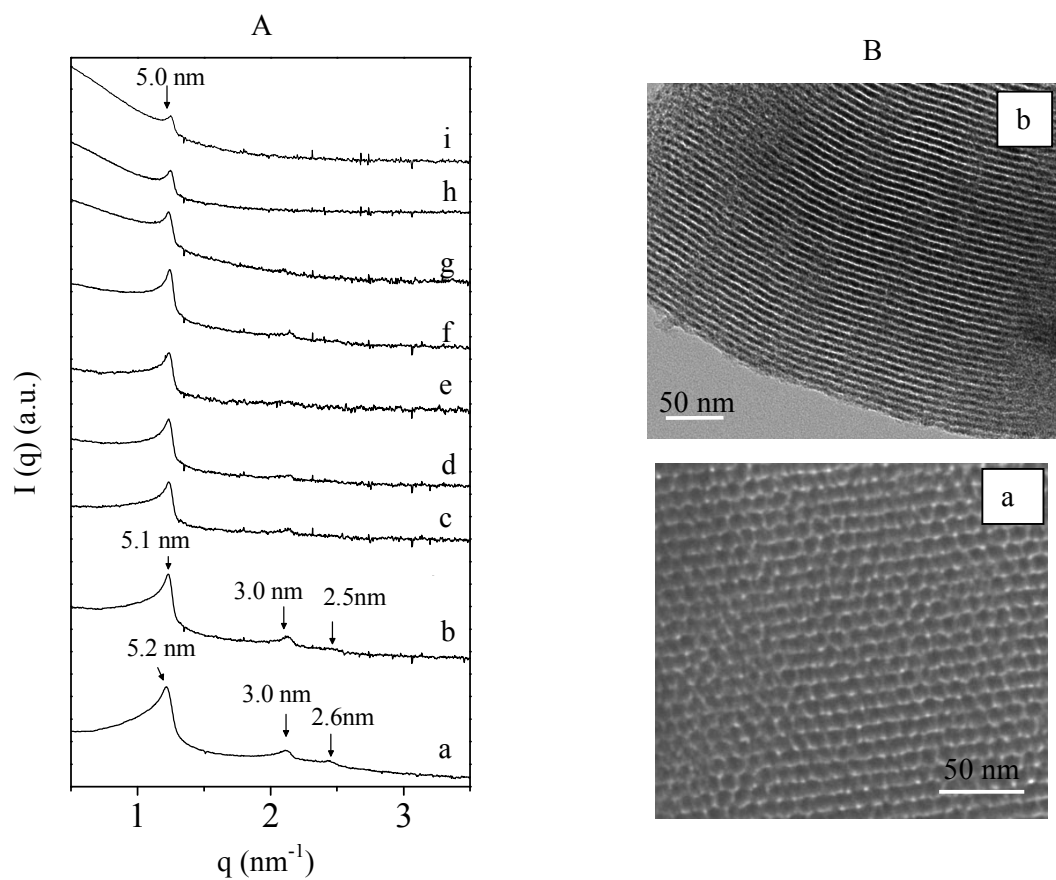 A
B
5.0 nm
i
h
g
f
e
d
c
5.1 nm
3.0 nm
2.5nm
b
5.2 nm
3.0 nm
2.6nm
a
I (q) (a.u.)
1
2
3
q (nm⁻¹)
b
50 nm
a
50 nm